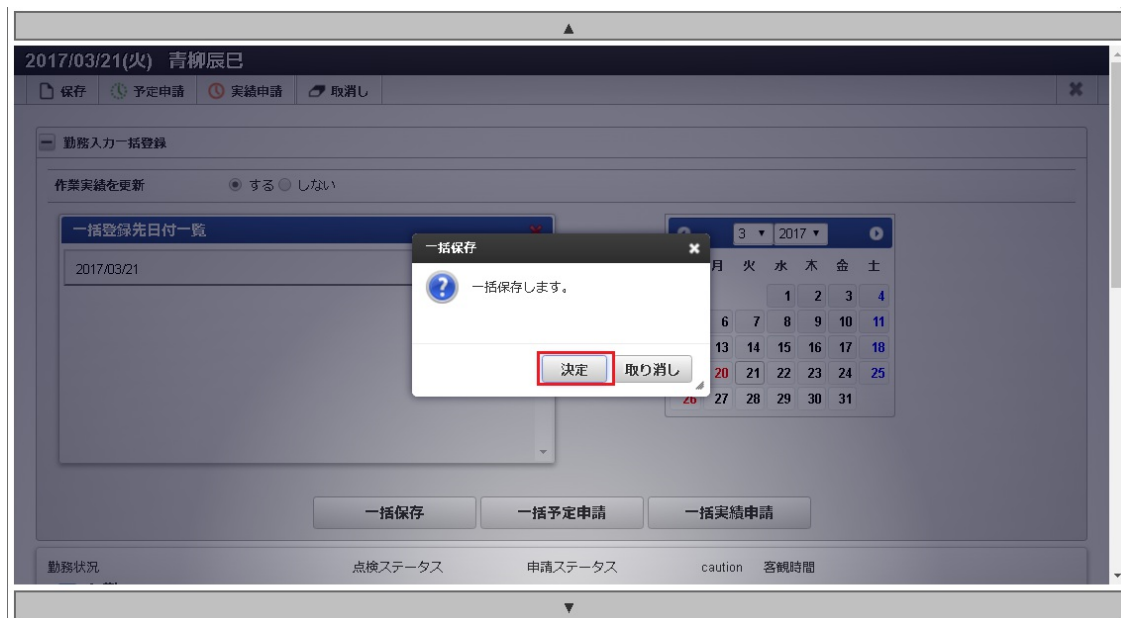 ▲
2017/03/21(火) 青柳辰巳
保存 予定申請 実績申請 取消し
勤務入力一括登録
作業実績を更新 する しない
一括登録先日付一覧
2017/03/21
3 ▼ 2017 ▼
月 火 水 木 金 土
1 2 3 4
6 7 8 9 10 11
13 14 15 16 17 18
20 21 22 23 24 25
26 27 28 29 30 31
一括保存
一括保存します。
決定 取り消し
一括保存 一括予定申請 一括実績申請
勤務状況 点検ステータス 申請ステータス caution 客観時間
▼